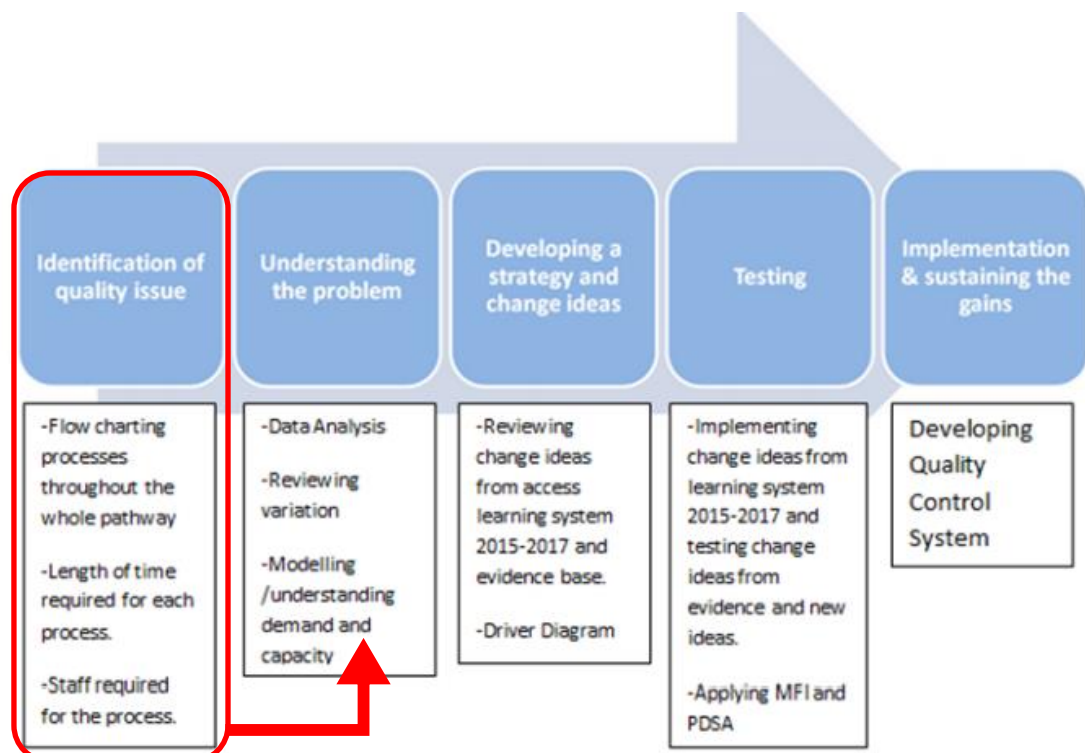 Identification of
quality issue
Understanding
the problem
Developing a
strategy and
change ideas
Testing
Implementation
& sustaining the
gains
-Flow charting
processes
throughout the
whole pathway
-Length of time
required for each
process.
-Staff required
for the process.
-Data Analysis
-Reviewing
variation
-Modelling
/understanding
demand and
capacity
-Reviewing
change ideas
from access
learning system
2015-2017 and
evidence base.
-Driver Diagram
-Implementing
change ideas from
learning system
2015-2017 and
testing change
ideas from
evidence and new
ideas.
-Applying MFI and
PDSA
Developing
Quality
Control
System